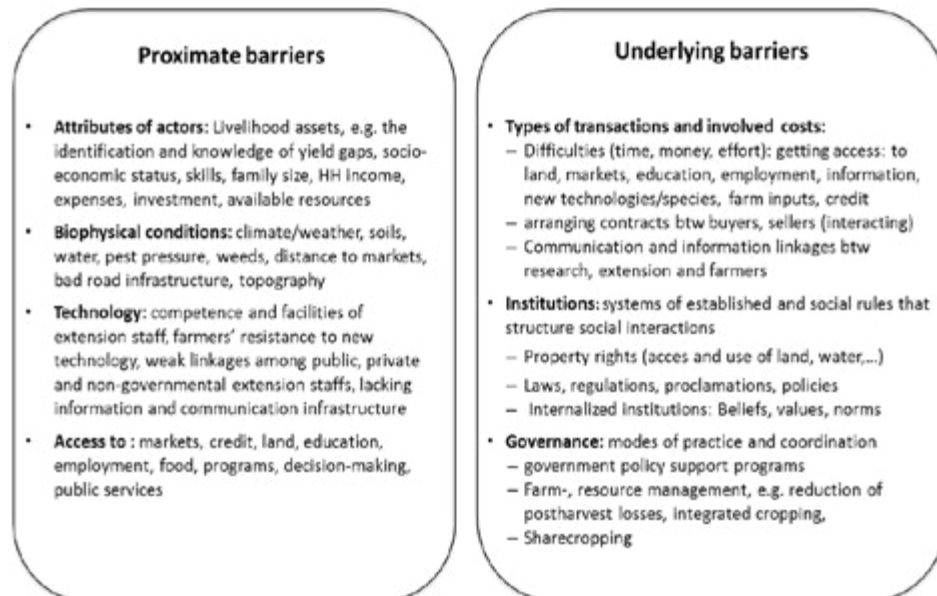 Proximate barriers
• Attributes of actors: Livelihood assets, e.g. the
identification and knowledge of yield gaps, socio-
economic status, skills, family size, HH income,
expenses, investment, available resources
• Biophysical conditions: climate/weather, soils,
water, pest pressure, weeds, distance to markets,
bad road infrastructure, topography
• Technology: competence and facilities of
extension staff, farmers' resistance to new
technology, weak linkages among public, private
and non-governmental extension staffs, lacking
information and communication infrastructure
• Access to : markets, credit, land, education,
employment, food, programs, decision-making,
public services
Underlying barriers
• Types of transactions and involved costs:
– Difficulties (time, money, effort): getting access: to
land, markets, education, employment, information,
new technologies/species, farm inputs, credit
– arranging contracts btw buyers, sellers (interacting)
– Communication and information linkages btw
research, extension and farmers
• Institutions: systems of established and social rules that
structure social interactions
– Property rights (acces and use of land, water,...)
– Laws, regulations, proclamations, policies
– Internalized institutions: Beliefs, values, norms
• Governance: modes of practice and coordination
– government policy support programs
– Farm-, resource management, e.g. reduction of
postharvest losses, integrated cropping,
– Sharecropping